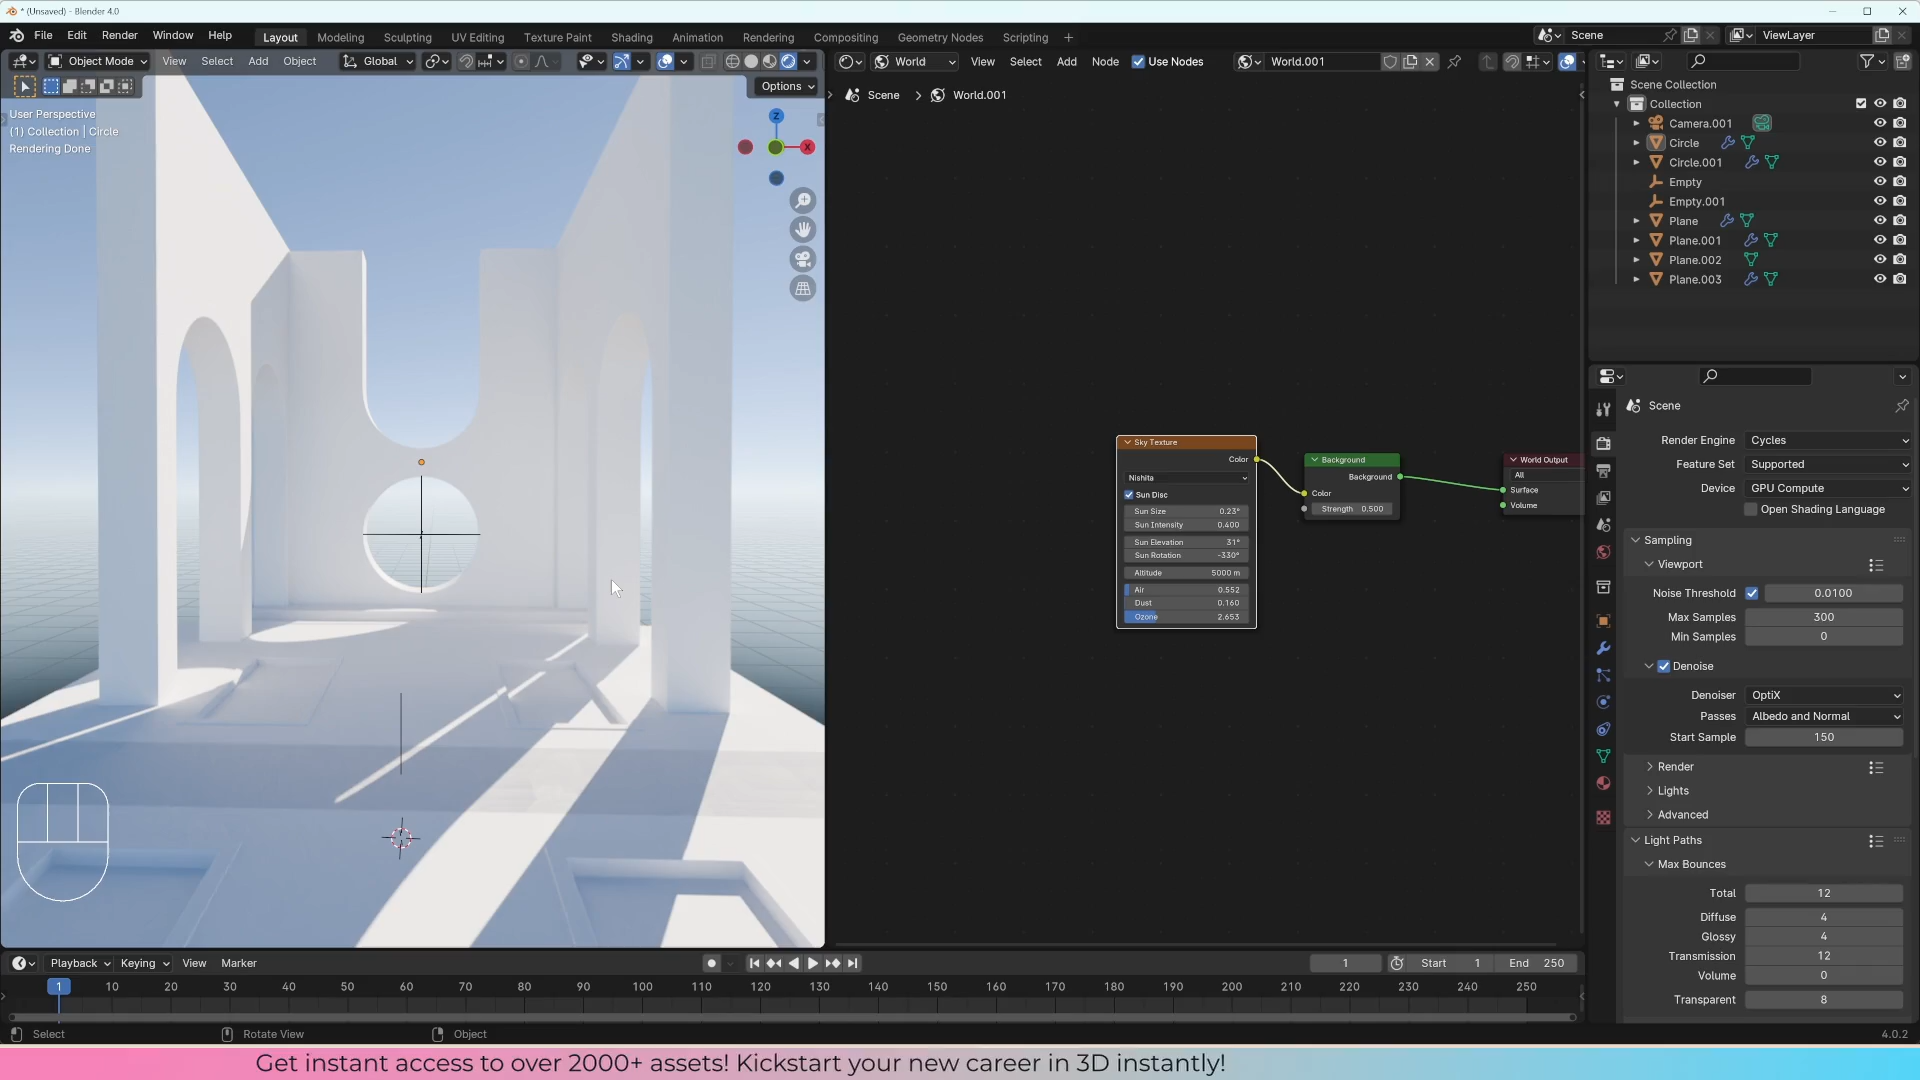 * (Unsaved) - Blender 4.0
File Edit Render Window Help Layout Modeling Sculpting UV Editing Texture Paint Shading Animation Rendering Compositing Geometry Nodes Scripting + Scene ViewLayer
Object Mode View Select Add Object Global
Options
User Perspective
(1) Collection | Circle
Rendering Done
Z
X
World View Select Add Node Use Nodes World.001
Scene > World.001
Sky Texture
Color
Nishita
Sun Disc
Sun Size 0.23°
Sun Intensity 0.400
Sun Elevation 31°
Sun Rotation -330°
Altitude 5000 m
Air 0.552
Dust 0.160
Ozone 2.653
Background
Background
Color
Strength 0.500
World Output
All
Surface
Volume
Scene Collection
Collection
Camera.001
Circle
Circle.001
Empty
Empty.001
Plane
Plane.001
Plane.002
Plane.003
Scene
Render Engine Cycles
Feature Set Supported
Device GPU Compute
Open Shading Language
Sampling
Viewport
Noise Threshold 0.0100
Max Samples 300
Min Samples 0
Denoise
Denoiser OptiX
Passes Albedo and Normal
Start Sample 150
Render
Lights
Advanced
Light Paths
Max Bounces
Total 12
Diffuse 4
Glossy 4
Transmission 12
Volume 0
Transparent 8
Playback Keying View Marker 1 Start 1 End 250
1 10 20 30 40 50 60 70 80 90 100 110 120 130 140 150 160 170 180 190 200 210 220 230 240 250
Select Rotate View Object 4.0.2
Get instant access to over 2000+ assets! Kickstart your new career in 3D instantly!